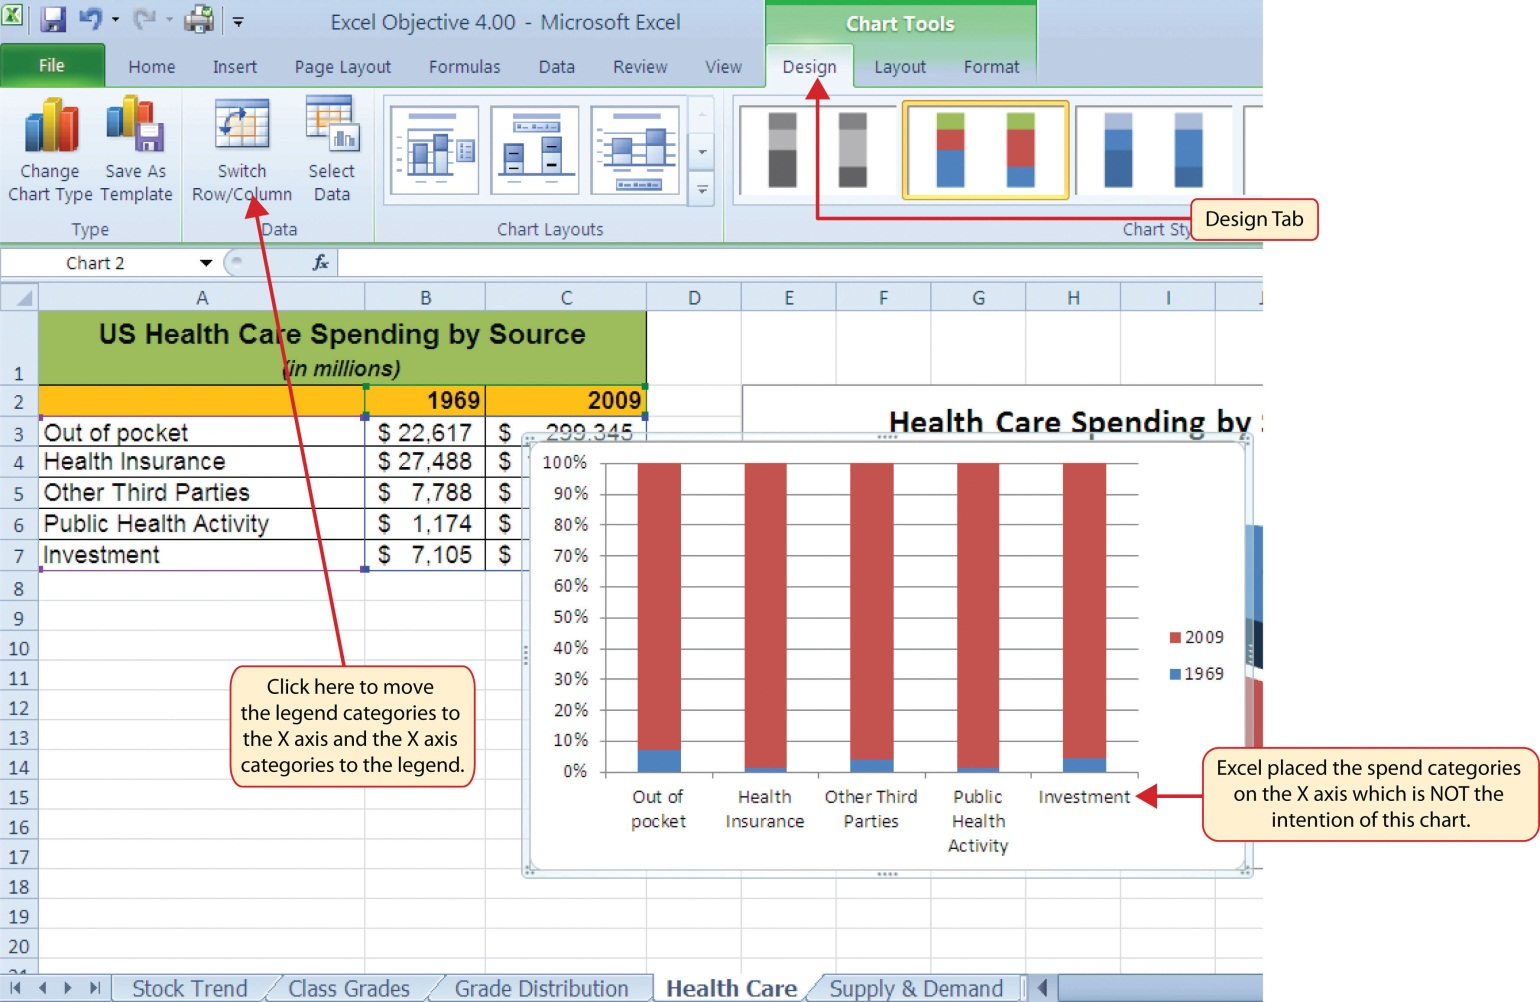 Excel Objective 4.00 - Microsoft Excel
Chart Tools
File Home Insert Page Layout Formulas Data Review View Design Layout Format
Change
Chart Type
Save As
Template
Switch
Row/Column
Select
Data
Type
Data
Chart Layouts
Chart Sty
Design Tab
Chart 2
fx
A B C D E F G H I
1
US Health Care Spending by Source
(in millions)
2 1969 2009
3 Out of pocket $ 22,617 $ 299,345
4 Health Insurance $ 27,488 $
5 Other Third Parties $ 7,788 $
6 Public Health Activity $ 1,174 $
7 Investment $ 7,105 $
8
9
10
11
12
13
14
15
16
17
18
19
20
21
Health Care Spending by
100%
90%
80%
70%
60%
50%
40%
30%
20%
10%
0%
Out of
pocket
Health
Insurance
Other Third
Parties
Public
Health
Activity
Investment
2009
1969
Click here to move
the legend categories to
the X axis and the X axis
categories to the legend.
Excel placed the spend categories
on the X axis which is NOT the
intention of this chart.
Stock Trend Class Grades Grade Distribution Health Care Supply & Demand